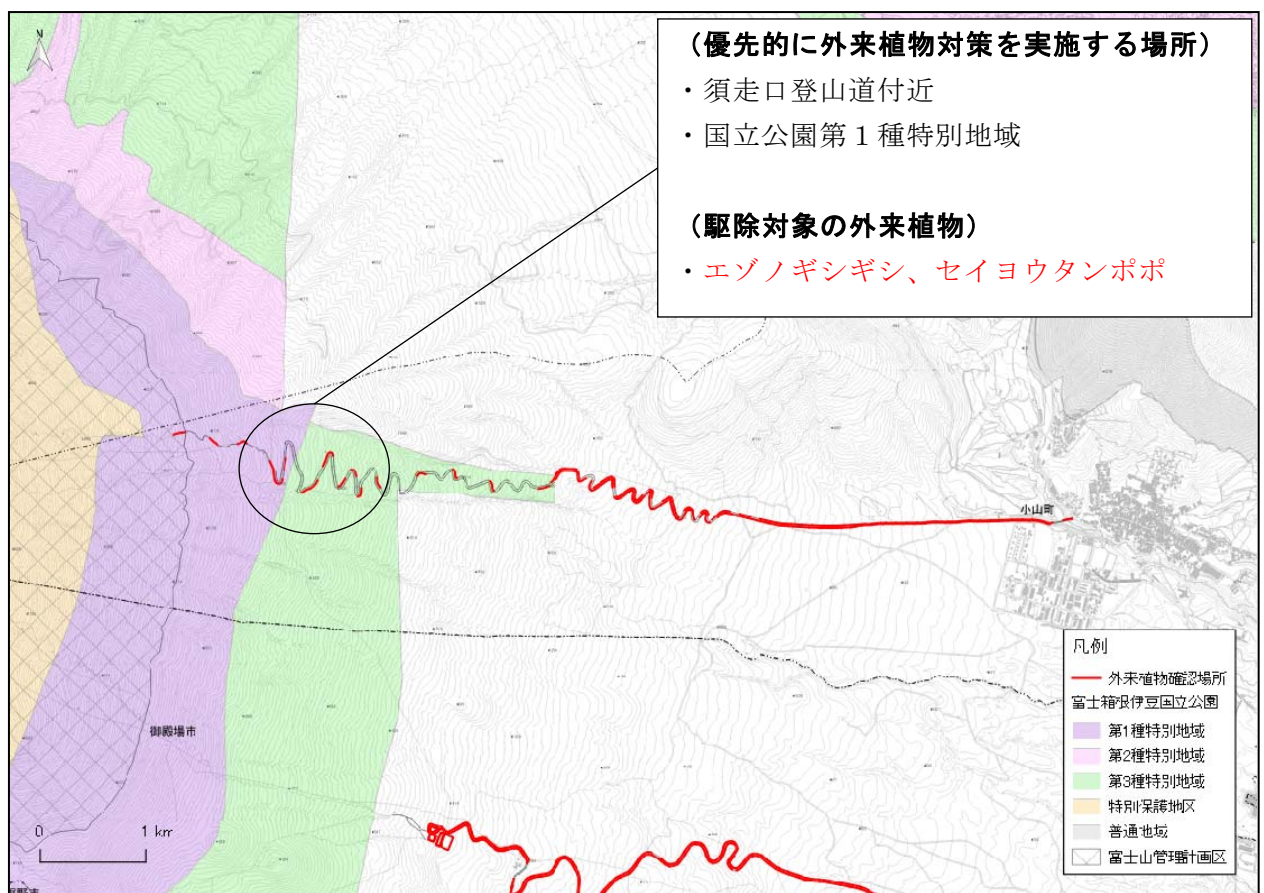 N
（優先的に外来植物対策を実施する場所）
・須走口登山道付近
・国立公園第１種特別地域
（駆除対象の外来植物）
・エゾノギシギシ、セイヨウタンポポ
小山町
御殿場市
凡例
外来植物確認場所
富士箱根伊豆国立公園
第1種特別地域
第2種特別地域
第3種特別地域
特別保護地区
普通地域
富士山管理計画区
0 1 km